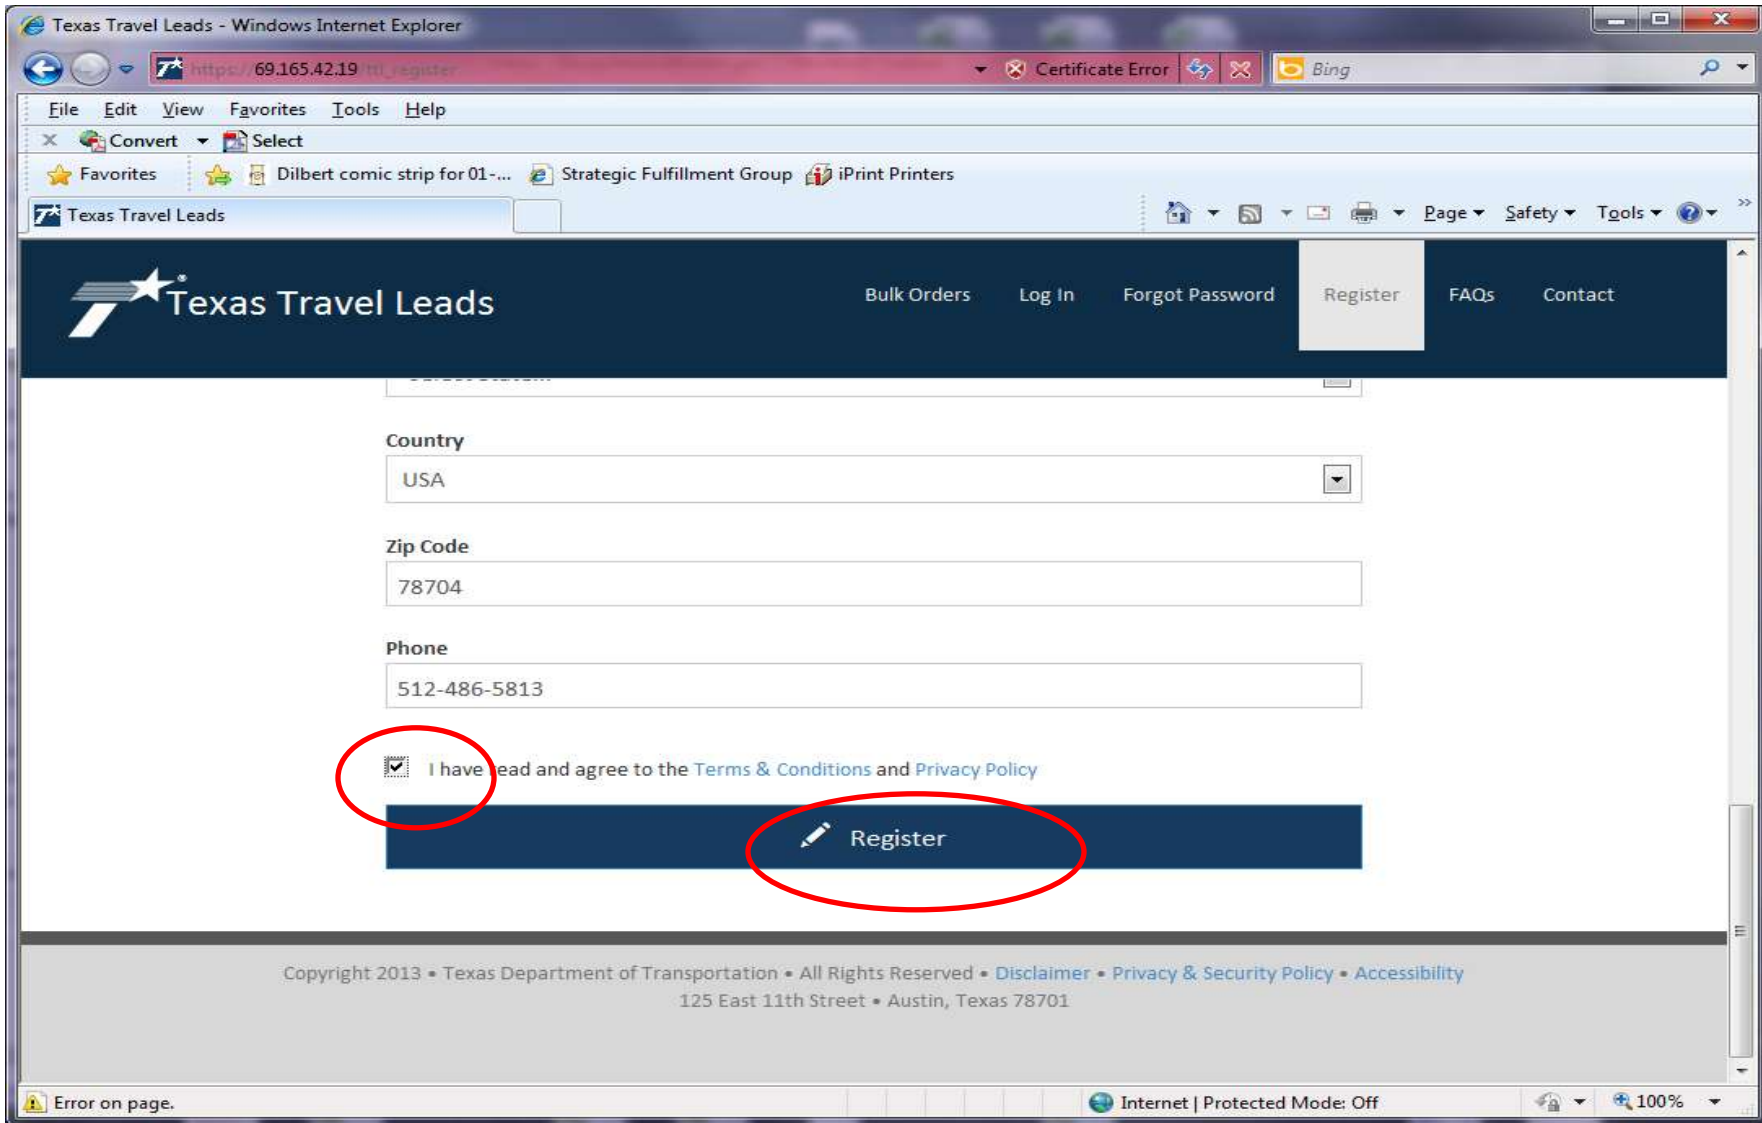 Texas Travel Leads - Windows Internet Explorer
https://69.165.42.19/ttl_register Certificate Error Bing
File Edit View Favorites Tools Help
Convert Select
Favorites Dilbert comic strip for 01-... Strategic Fulfillment Group iPrint Printers
Texas Travel Leads Page Safety Tools
Texas Travel Leads Bulk Orders Log In Forgot Password Register FAQs Contact
Country
USA
Zip Code
78704
Phone
512-486-5813
I have read and agree to the Terms & Conditions and Privacy Policy
Register
Copyright 2013 • Texas Department of Transportation • All Rights Reserved • Disclaimer • Privacy & Security Policy • Accessibility
125 East 11th Street • Austin, Texas 78701
Error on page. Internet | Protected Mode: Off 100%